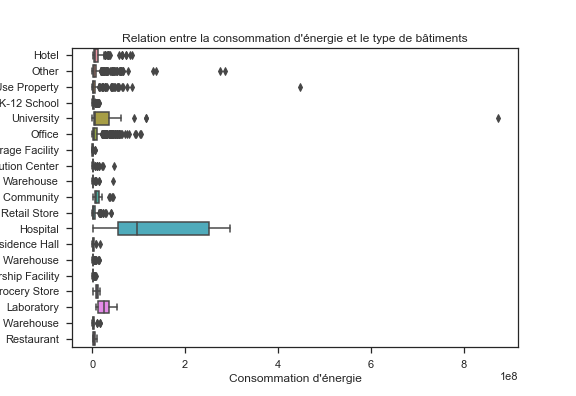 Relation entre la consommation d'énergie et le type de bâtiments
Hotel
Other
Use Property
K-12 School
University
Office
rage Facility
ution Center
Warehouse
Community
Retail Store
Hospital
sidence Hall
Warehouse
rship Facility
rocery Store
Laboratory
Warehouse
Restaurant
0 2 4 6 8
1e8
Consommation d'énergie